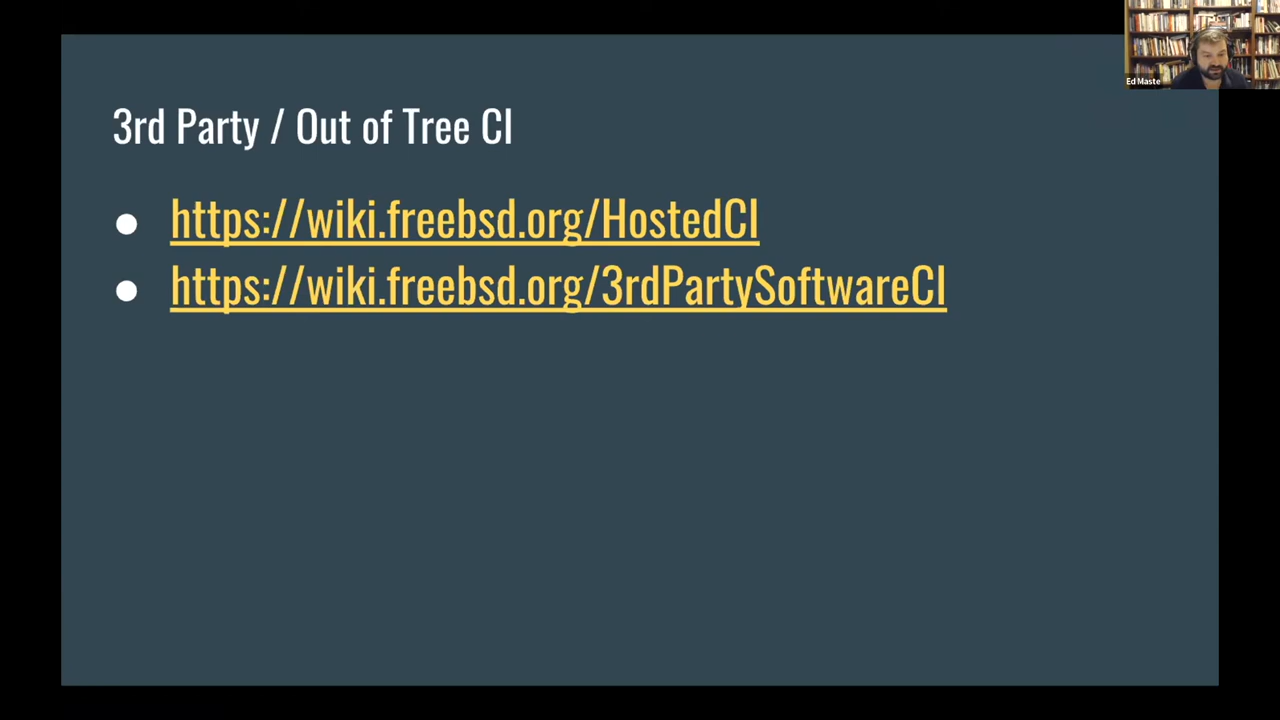 Ed Maste
3rd Party / Out of Tree CI
● https://wiki.freebsd.org/HostedCI
● https://wiki.freebsd.org/3rdPartySoftwareCI